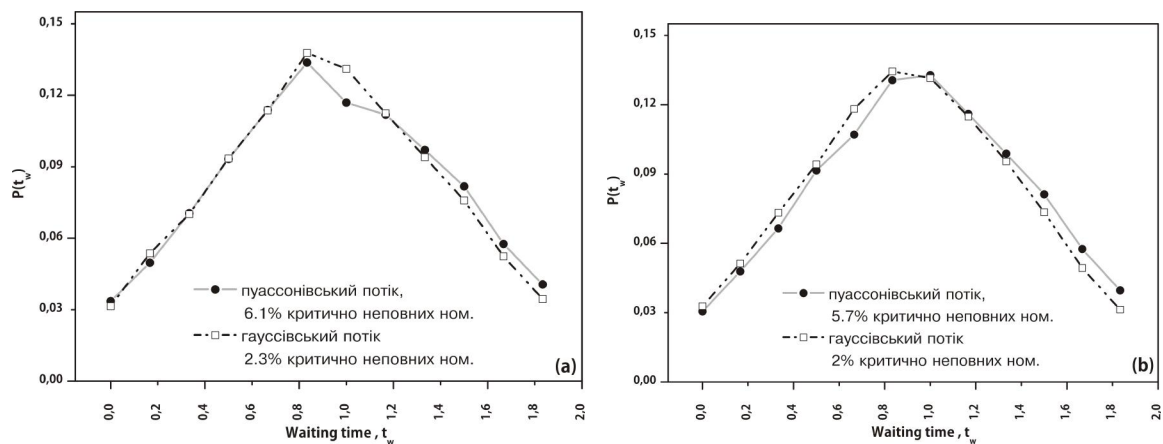 0,15
0,12
0,09
0,06
0,03
0,00
P(t_w)
пуассонівський потік,
6.1% критично неповних ном.
гауссівський потік
2.3% критично неповних ном.
(a)
0.0 0.2 0.4 0.6 0.8 1.0 1.2 1.4 1.6 1.8 2.0
Waiting time , t_w
0,15
0,12
0,09
0,06
0,03
0,00
P(t_w)
пуассонівський потік,
5.7% критично неповних ном.
гауссівський потік
2% критично неповних ном.
(b)
0.0 0.2 0.4 0.6 0.8 1.0 1.2 1.4 1.6 1.8 2.0
Waiting time , t_w